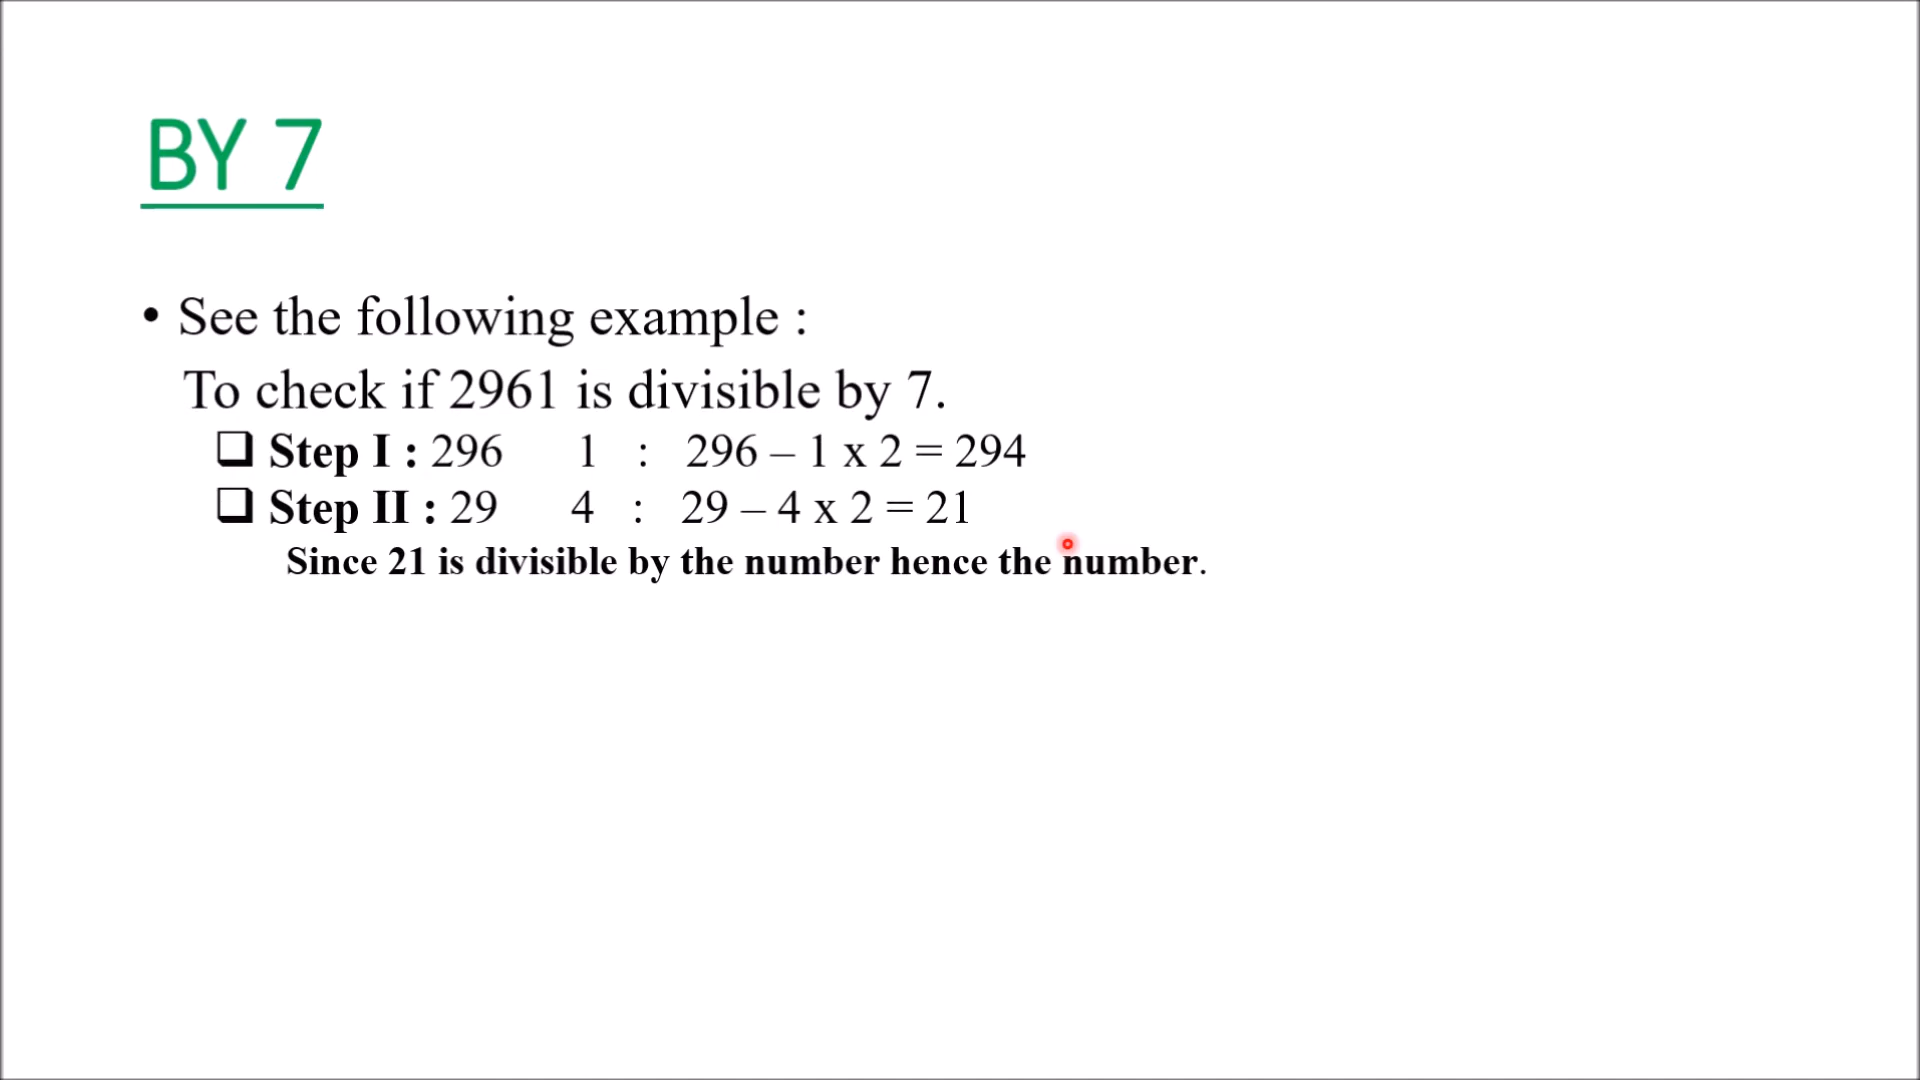 BY 7
• See the following example :
To check if 2961 is divisible by 7.
❑ Step I : 296 1 : 296 – 1 x 2 = 294
❑ Step II : 29 4 : 29 – 4 x 2 = 21
Since 21 is divisible by the number hence the number.